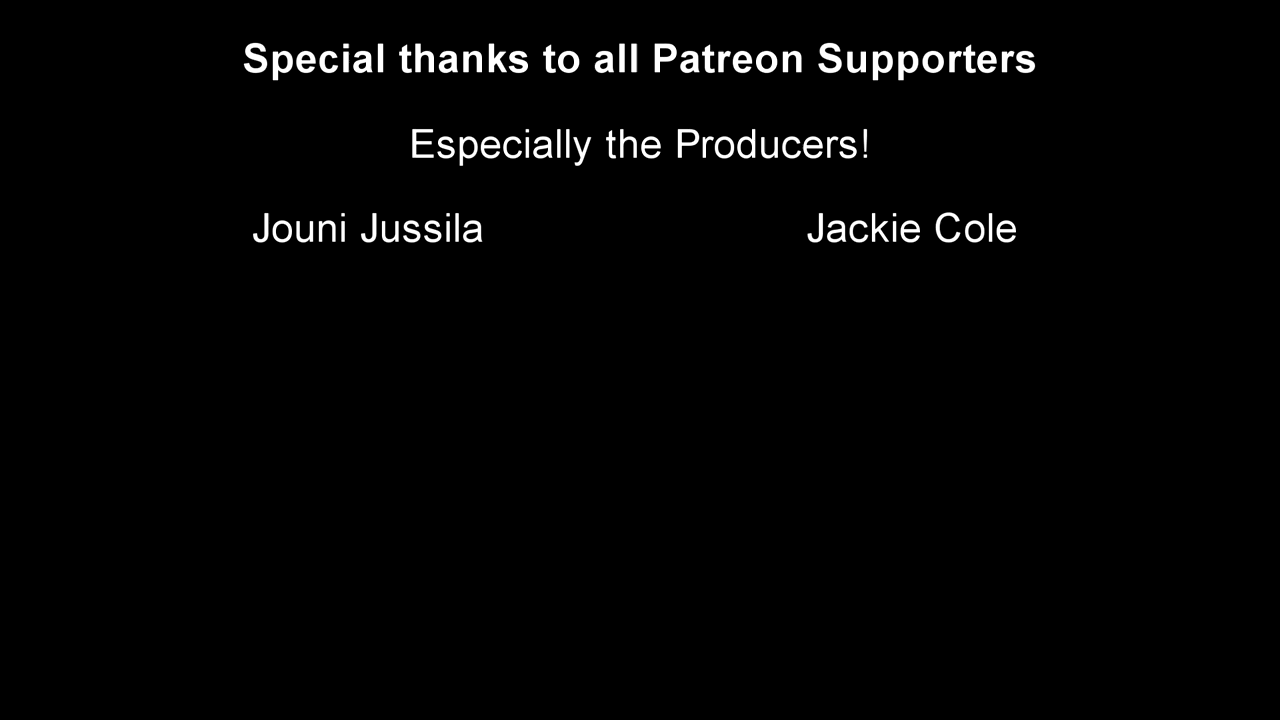 Special thanks to all Patreon Supporters
Especially the Producers!
Jouni Jussila Jackie Cole